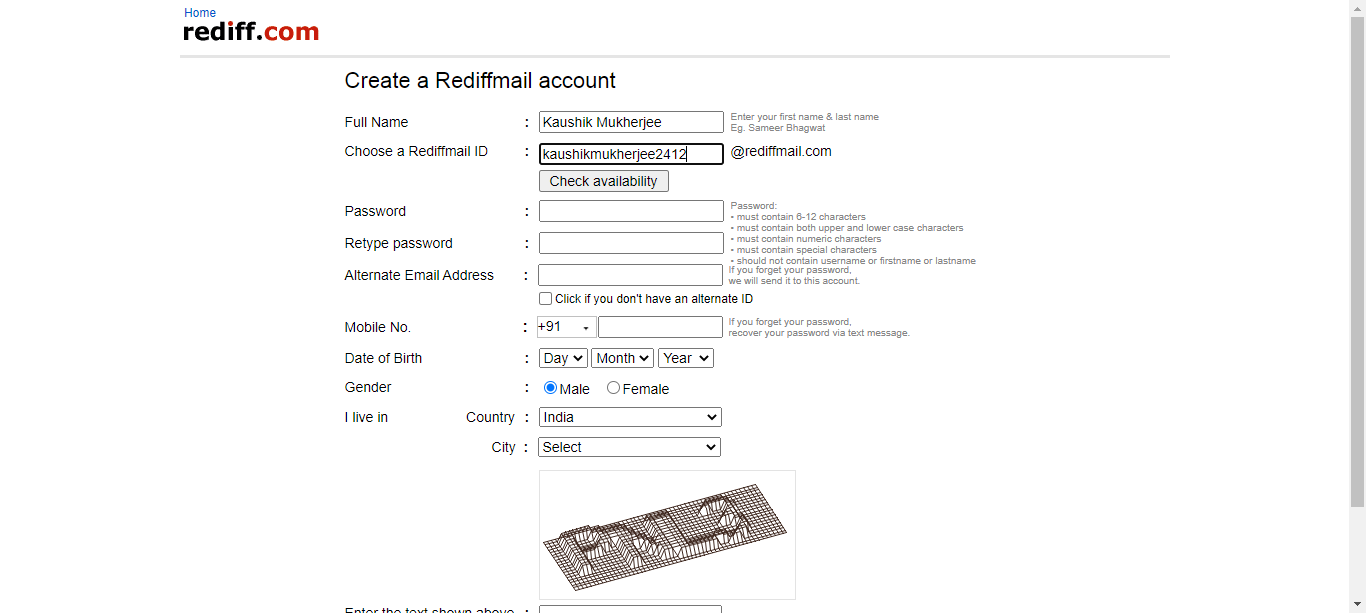 Home
rediff.com
Create a Rediffmail account
Full Name : Kaushik Mukherjee
Enter your first name & last name
Eg. Sameer Bhagwat
Choose a Rediffmail ID : kaushikmukherjee2412 @rediffmail.com
Check availability
Password :
Password:
• must contain 6-12 characters
• must contain both upper and lower case characters
• must contain numeric characters
• must contain special characters
• should not contain username or firstname or lastname
Retype password :
Alternate Email Address :
If you forget your password,
we will send it to this account.
Click if you don't have an alternate ID
Mobile No. : +91
If you forget your password,
recover your password via text message.
Date of Birth : Day Month Year
Gender : Male Female
I live in Country : India
City : Select
Enter the text shown above :